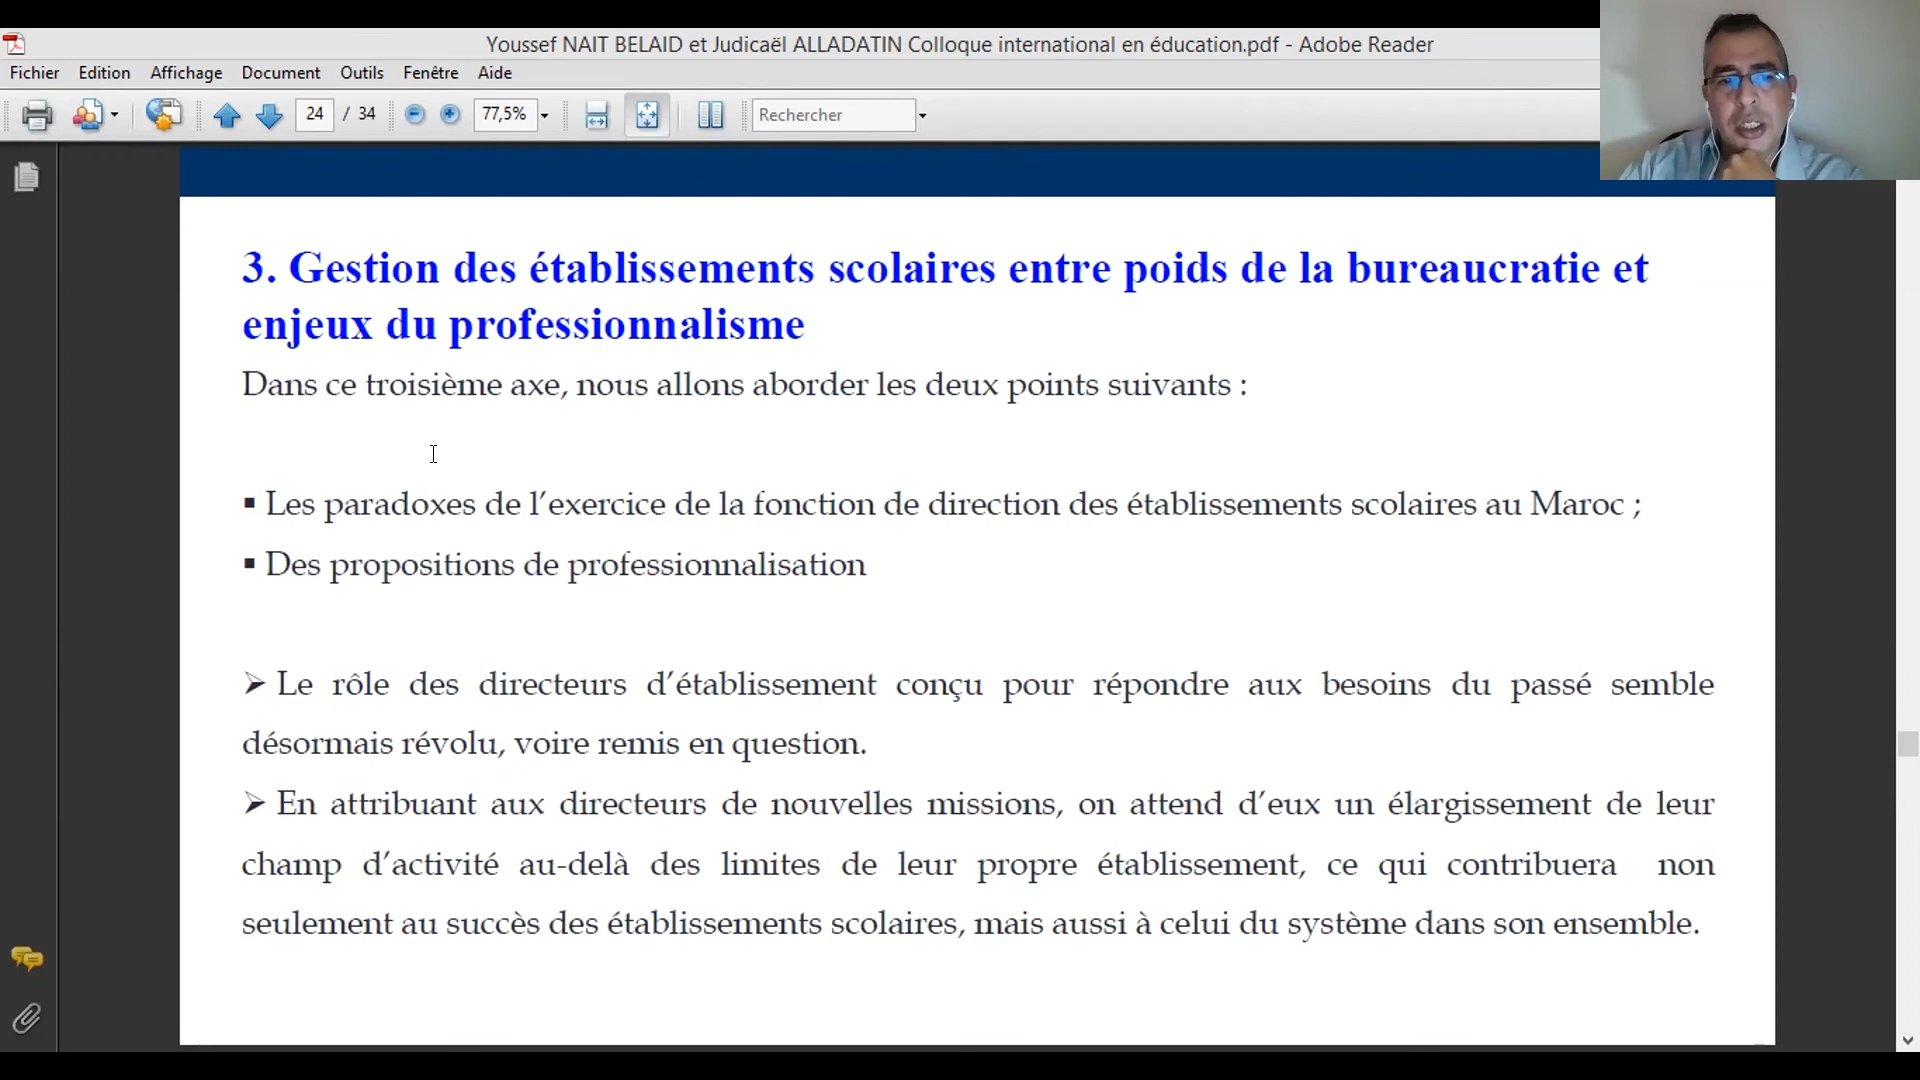 Youssef NAIT BELAID et Judicaël ALLADATIN Colloque international en éducation.pdf - Adobe Reader
Fichier Edition Affichage Document Outils Fenêtre Aide
24 / 34 77,5% Rechercher
3. Gestion des établissements scolaires entre poids de la bureaucratie et
enjeux du professionnalisme
Dans ce troisième axe, nous allons aborder les deux points suivants :
▪ Les paradoxes de l’exercice de la fonction de direction des établissements scolaires au Maroc ;
▪ Des propositions de professionnalisation
➢ Le rôle des directeurs d’établissement conçu pour répondre aux besoins du passé semble
désormais révolu, voire remis en question.
➢ En attribuant aux directeurs de nouvelles missions, on attend d’eux un élargissement de leur
champ d’activité au-delà des limites de leur propre établissement, ce qui contribuera non
seulement au succès des établissements scolaires, mais aussi à celui du système dans son ensemble.